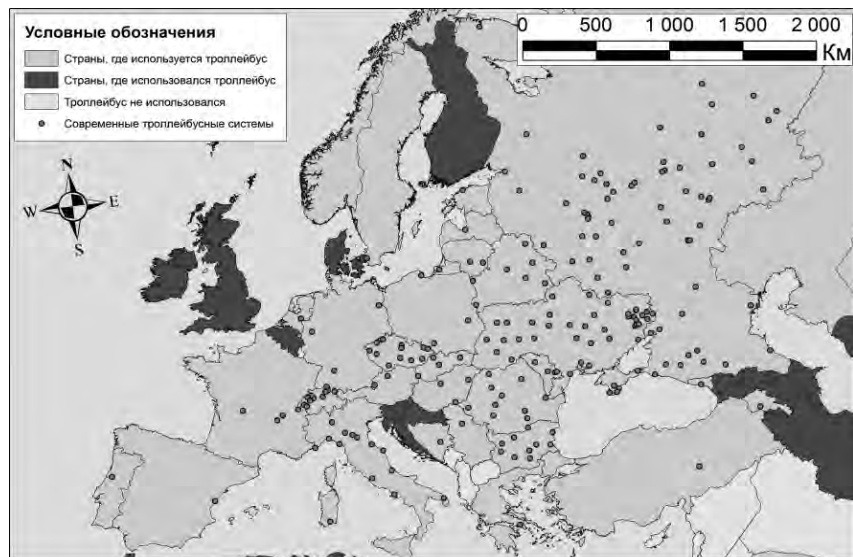 Условные обозначения
Страны, где используется троллейбус
Страны, где использовался троллейбус
Троллейбус не использовался
Современные троллейбусные системы
0 500 1 000 1 500 2 000
Км
N
W E
S